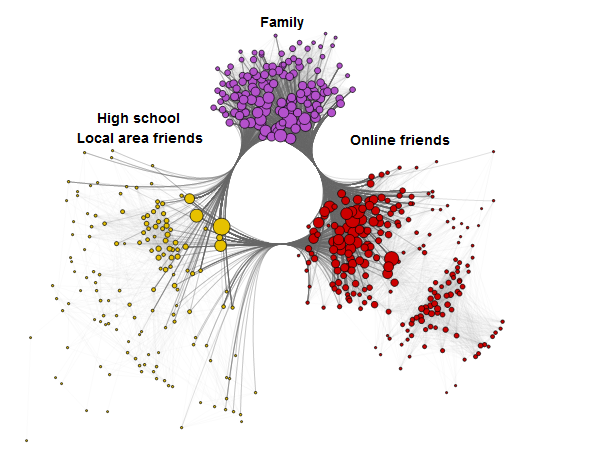 Family
High school
Local area friends
Online friends